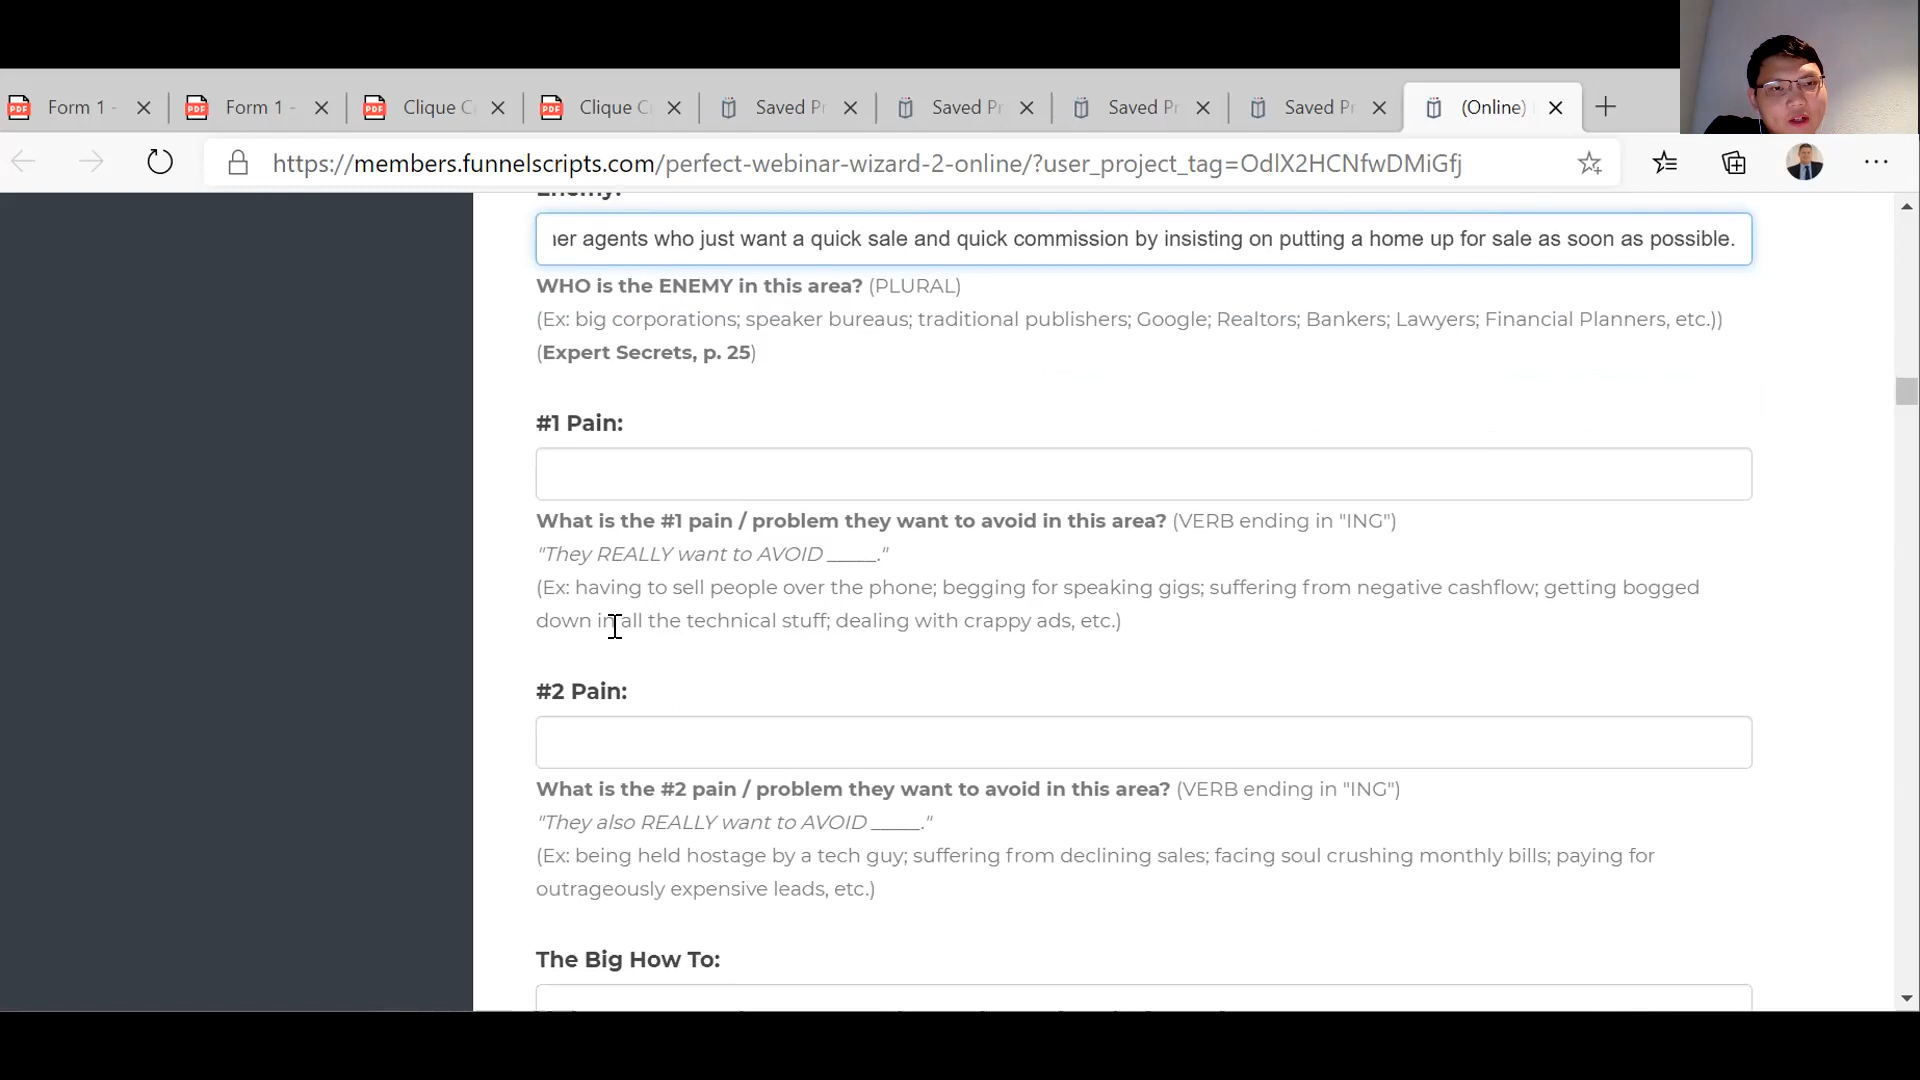 Form 1 -
Form 1 -
Clique C
Clique C
Saved Pr
Saved Pr
Saved Pr
Saved Pr
(Online)
https://members.funnelscripts.com/perfect-webinar-wizard-2-online/?user_project_tag=OdlX2HCNfwDMiGfj
Enemy:
her agents who just want a quick sale and quick commission by insisting on putting a home up for sale as soon as possible.
WHO is the ENEMY in this area? (PLURAL)
(Ex: big corporations; speaker bureaus; traditional publishers; Google; Realtors; Bankers; Lawyers; Financial Planners, etc.))
(Expert Secrets, p. 25)
#1 Pain:
What is the #1 pain / problem they want to avoid in this area? (VERB ending in "ING")
"They REALLY want to AVOID _____."
(Ex: having to sell people over the phone; begging for speaking gigs; suffering from negative cashflow; getting bogged
down in all the technical stuff; dealing with crappy ads, etc.)
#2 Pain:
What is the #2 pain / problem they want to avoid in this area? (VERB ending in "ING")
"They also REALLY want to AVOID _____."
(Ex: being held hostage by a tech guy; suffering from declining sales; facing soul crushing monthly bills; paying for
outrageously expensive leads, etc.)
The Big How To: